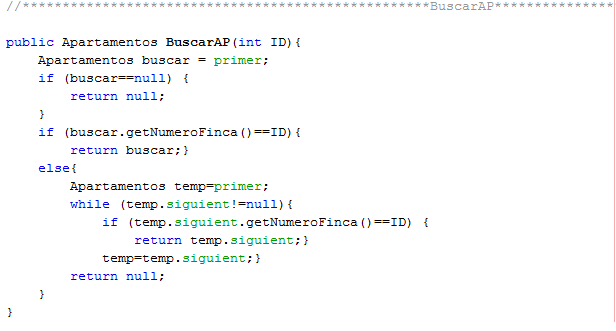 //****************************************************BuscarAP***************
public Apartamentos BuscarAP(int ID){
    Apartamentos buscar = primer;
    if (buscar==null) {
        return null;
    }
    if (buscar.getNumeroFinca()==ID){
        return buscar;}
    else{
        Apartamentos temp=primer;
        while (temp.siguient!=null){
            if (temp.siguient.getNumeroFinca()==ID) {
                return temp.siguient;}
            temp=temp.siguient;}
        return null;
    }
}